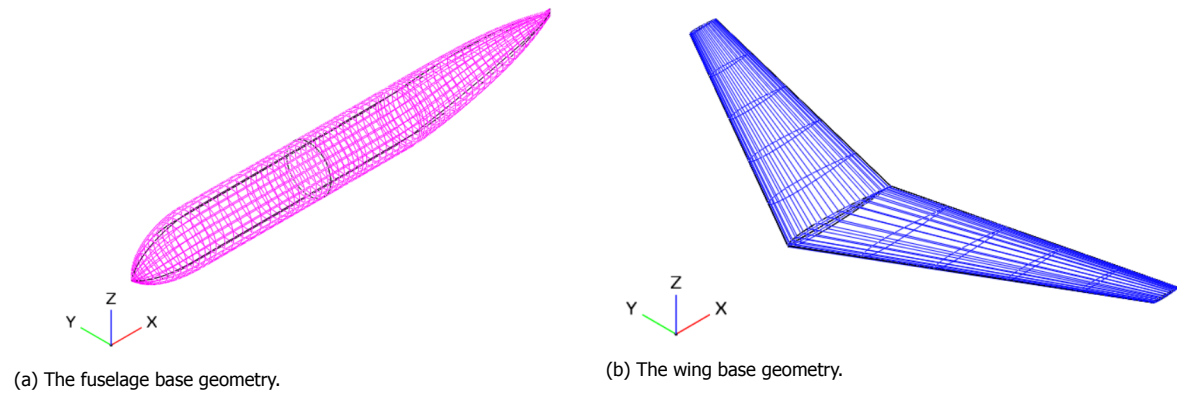 Z
Y
X
(a) The fuselage base geometry.
Z
Y
X
(b) The wing base geometry.